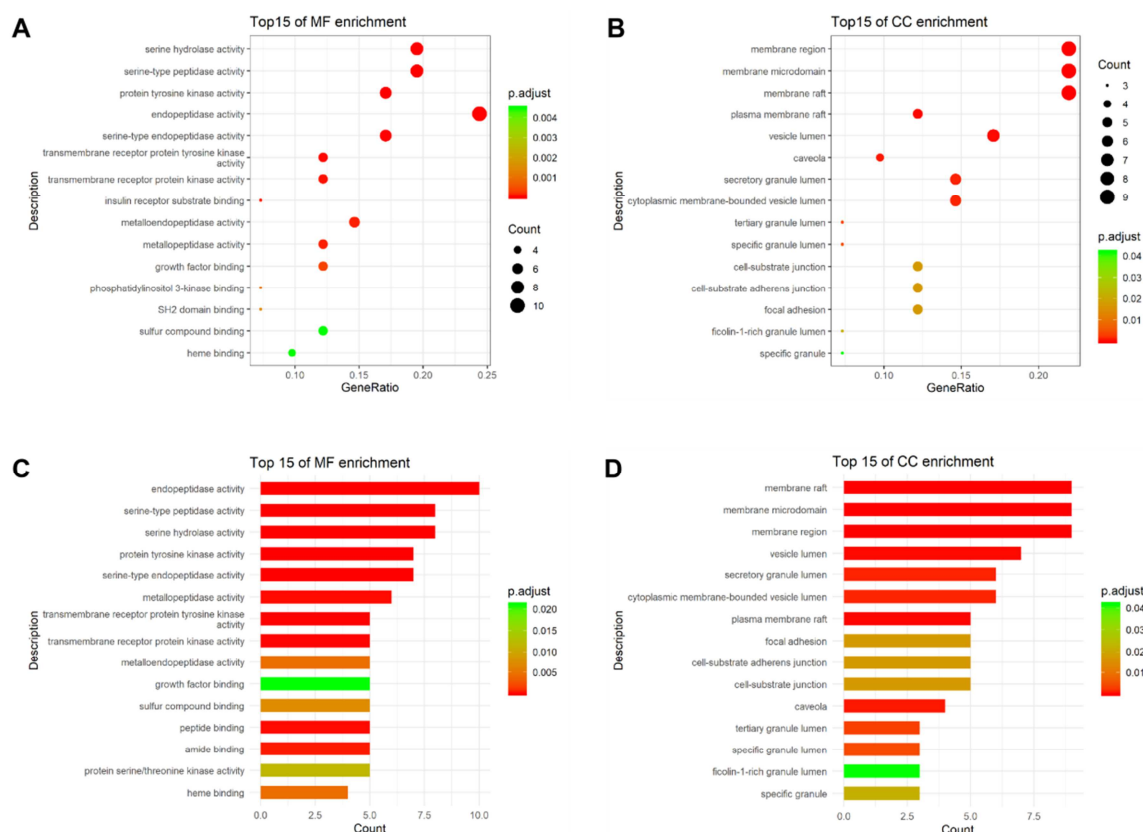 A
Top15 of MF enrichment
serine hydrolase activity
serine-type peptidase activity
protein tyrosine kinase activity
endopeptidase activity
serine-type endopeptidase activity
transmembrane receptor protein tyrosine kinase
activity
transmembrane receptor protein kinase activity
insulin receptor substrate binding
metalloendopeptidase activity
metallopeptidase activity
growth factor binding
phosphatidylinositol 3-kinase binding
SH2 domain binding
sulfur compound binding
heme binding
Description
0.10 0.15 0.20 0.25
GeneRatio
p.adjust
0.004
0.003
0.002
0.001
Count
4
6
8
10
B
Top15 of CC enrichment
membrane region
membrane microdomain
membrane raft
plasma membrane raft
vesicle lumen
caveola
secretory granule lumen
cytoplasmic membrane-bounded vesicle lumen
tertiary granule lumen
specific granule lumen
cell-substrate junction
cell-substrate adherens junction
focal adhesion
ficolin-1-rich granule lumen
specific granule
Description
0.10 0.15 0.20
GeneRatio
Count
3
4
5
6
7
8
9
p.adjust
0.04
0.03
0.02
0.01
C
Top 15 of MF enrichment
endopeptidase activity
serine-type peptidase activity
serine hydrolase activity
protein tyrosine kinase activity
serine-type endopeptidase activity
metallopeptidase activity
transmembrane receptor protein tyrosine kinase
activity
transmembrane receptor protein kinase activity
metalloendopeptidase activity
growth factor binding
sulfur compound binding
peptide binding
amide binding
protein serine/threonine kinase activity
heme binding
Description
0.0 2.5 5.0 7.5 10.0
Count
p.adjust
0.020
0.015
0.010
0.005
D
Top 15 of CC enrichment
membrane raft
membrane microdomain
membrane region
vesicle lumen
secretory granule lumen
cytoplasmic membrane-bounded vesicle lumen
plasma membrane raft
focal adhesion
cell-substrate adherens junction
cell-substrate junction
caveola
tertiary granule lumen
specific granule lumen
ficolin-1-rich granule lumen
specific granule
Description
0.0 2.5 5.0 7.5
Count
p.adjust
0.04
0.03
0.02
0.01